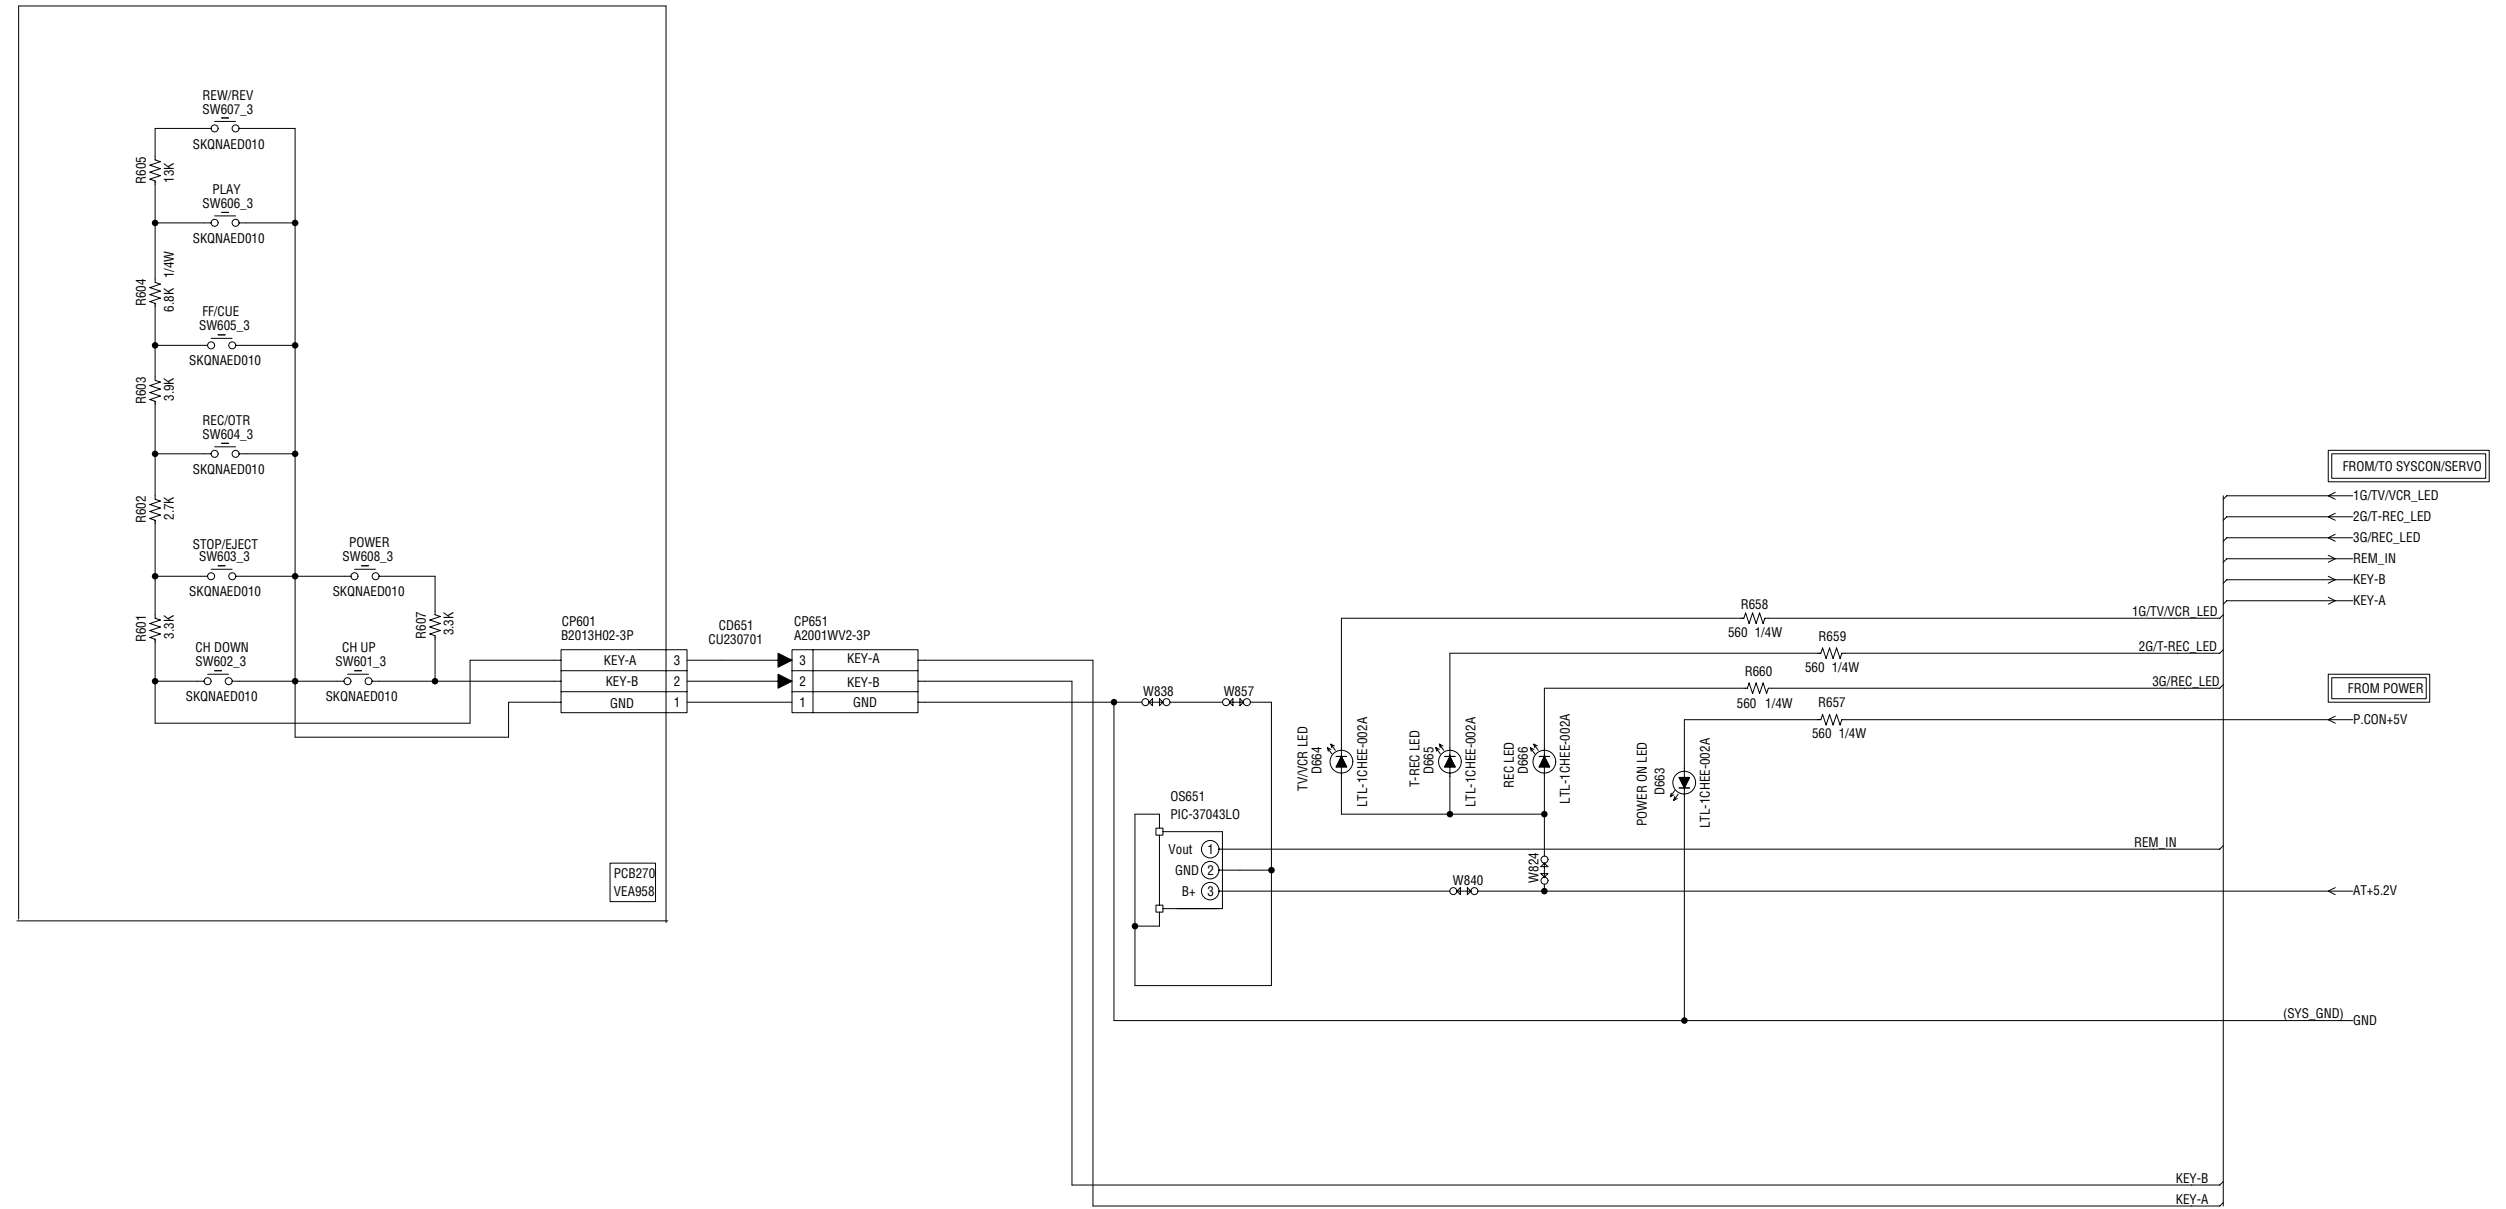 REW/REV
SW607_3
SKQNAED010
R605
13K
PLAY
SW606_3
SKQNAED010
R604
6.8K 1/4W
FF/CUE
SW605_3
SKQNAED010
R603
3.9K
REC/OTR
SW604_3
SKQNAED010
R602
2.7K
STOP/EJECT
SW603_3
SKQNAED010
POWER
SW608_3
SKQNAED010
R601
3.3K
R607
3.3K
CH DOWN
SW602_3
SKQNAED010
CH UP
SW601_3
SKQNAED010
CP601
B2013H02-3P
KEY-A 3
KEY-B 2
GND 1
CD651
CU230701
CP651
A2001WV2-3P
3 KEY-A
2 KEY-B
1 GND
PCB270
VEA958
W838
W857
OS651
PIC-37043LO
Vout 1
GND 2
B+ 3
TV/VCR LED
D664
LTL-1CHEE-002A
T-REC LED
D665
LTL-1CHEE-002A
REC LED
D666
LTL-1CHEE-002A
POWER ON LED
D663
LTL-1CHEE-002A
W840
W824
R658
560 1/4W
R659
560 1/4W
R660
560 1/4W
R657
560 1/4W
1G/TV/VCR_LED
2G/T-REC_LED
3G/REC_LED
REM_IN
FROM/TO SYSCON/SERVO
1G/TV/VCR_LED
2G/T-REC_LED
3G/REC_LED
REM_IN
KEY-B
KEY-A
FROM POWER
P.CON+5V
AT+5.2V
(SYS_GND) GND
KEY-B
KEY-A